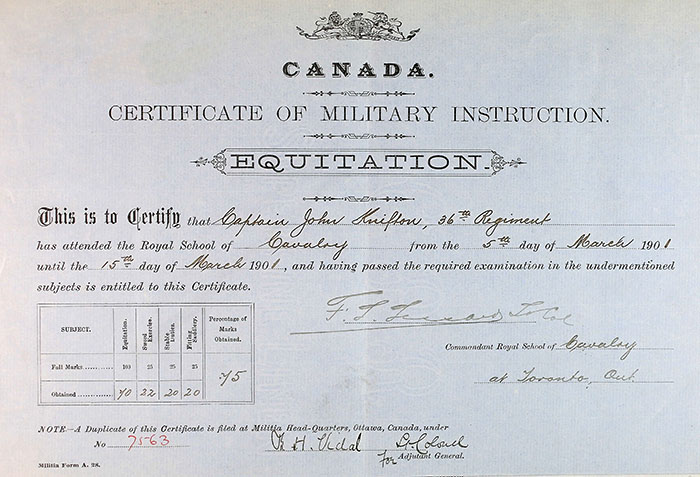 CANADA.
CERTIFICATE OF MILITARY INSTRUCTION.
EQUITATION.
This is to Certify that Captain John Knifton, 36th Regiment
has attended the Royal School of Cavalry from the 5th day of March 1901
until the 15th day of March 1901, and having passed the required examination in the undermentioned
subjects is entitled to this Certificate.
SUBJECT. Equitation. Sword Exercise. Stable Duties. Fitting Saddlery. Percentage of Marks Obtained.
Full Marks 100 25 25 25
Obtained 70 22 20 20 75
Commandant Royal School of Cavalry
at Toronto, Ont.
NOTE.—A Duplicate of this Certificate is filed at Militia Head-Quarters, Ottawa, Canada, under
No 7563 Vidal Lt. Colonel
for Adjutant General.
Militia Form A. 28.